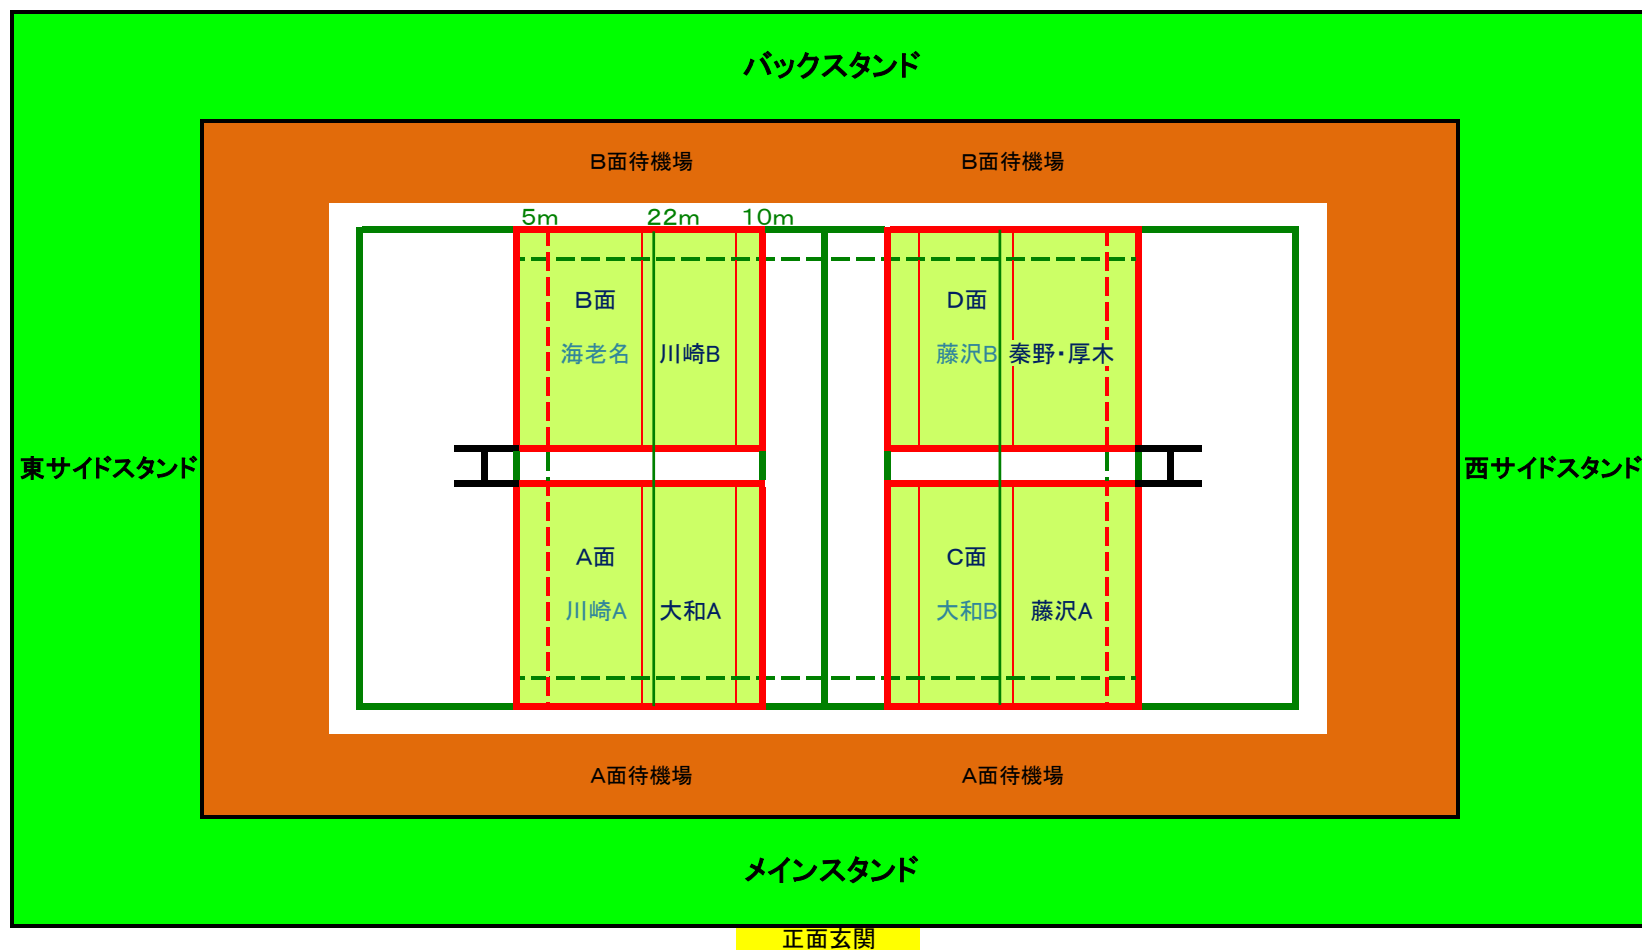 バックスタンド
B面待機場 B面待機場
5m 22m 10m
B面 D面
海老名 川崎B 藤沢B 秦野・厚木
東サイドスタンド 西サイドスタンド
A面 C面
川崎A 大和A 大和B 藤沢A
A面待機場 A面待機場
メインスタンド
正面玄関